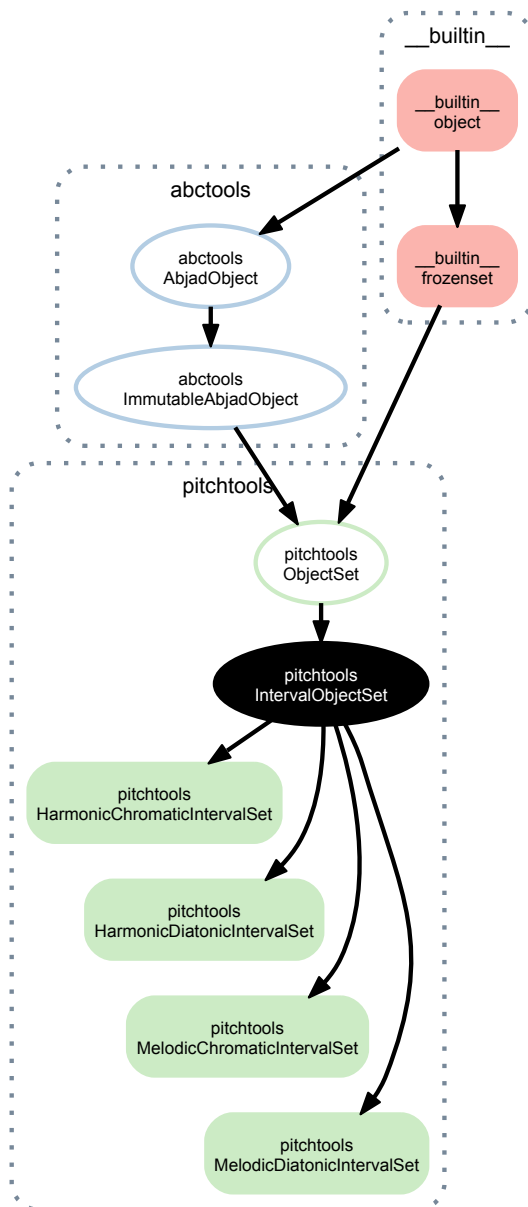 __builtin__
__builtin__
object
abctools
abctools
AbjadObject
__builtin__
frozenset
abctools
ImmutableAbjadObject
pitchtools
pitchtools
ObjectSet
pitchtools
IntervalObjectSet
pitchtools
HarmonicChromaticIntervalSet
pitchtools
HarmonicDiatonicIntervalSet
pitchtools
MelodicChromaticIntervalSet
pitchtools
MelodicDiatonicIntervalSet